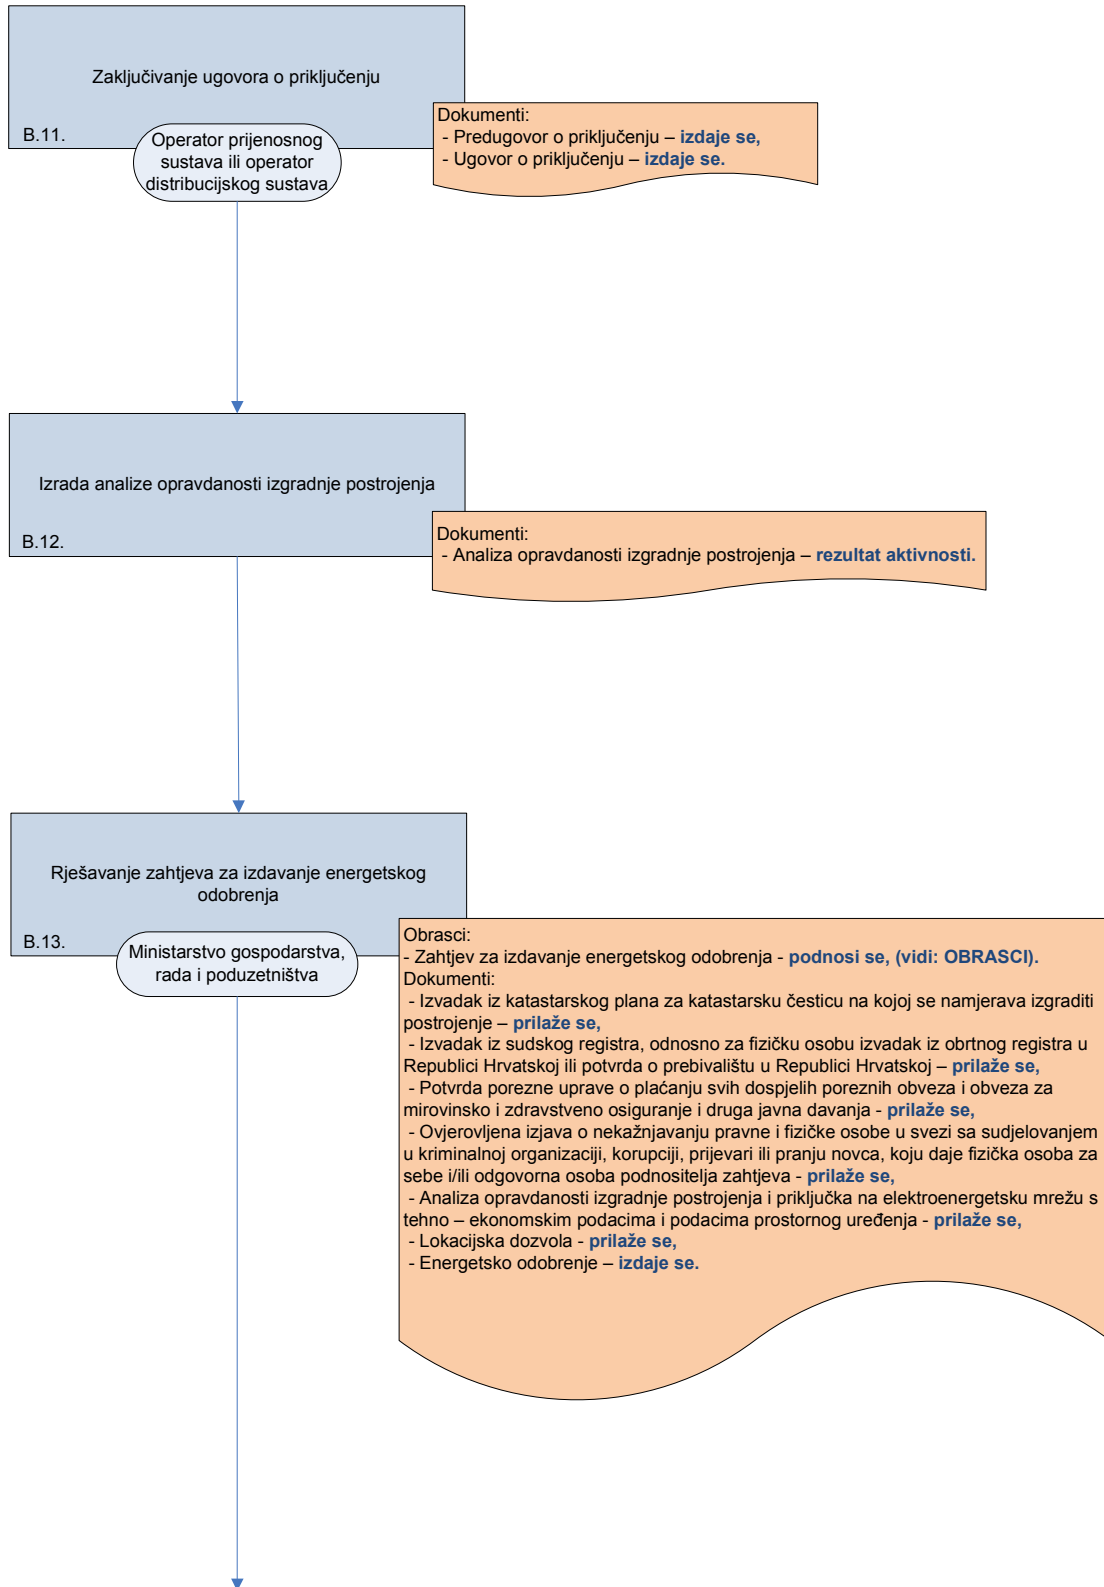 Zaključivanje ugovora o priključenju
B.11.
Operator prijenosnog
sustava ili operator
distribucijskog sustava
Dokumenti:
- Predugovor o priključenju – izdaje se,
- Ugovor o priključenju – izdaje se.
Izrada analize opravdanosti izgradnje postrojenja
B.12.
Dokumenti:
- Analiza opravdanosti izgradnje postrojenja – rezultat aktivnosti.
Rješavanje zahtjeva za izdavanje energetskog
odobrenja
B.13.
Ministarstvo gospodarstva,
rada i poduzetništva
Obrasci:
- Zahtjev za izdavanje energetskog odobrenja - podnosi se, (vidi: OBRASCI).
Dokumenti:
- Izvadak iz katastarskog plana za katastarsku česticu na kojoj se namjerava izgraditi
postrojenje – prilaže se,
- Izvadak iz sudskog registra, odnosno za fizičku osobu izvadak iz obrtnog registra u
Republici Hrvatskoj ili potvrda o prebivalištu u Republici Hrvatskoj – prilaže se,
- Potvrda porezne uprave o plaćanju svih dospjelih poreznih obveza i obveza za
mirovinsko i zdravstveno osiguranje i druga javna davanja - prilaže se,
- Ovjerovljena izjava o nekažnjavanju pravne i fizičke osobe u svezi sa sudjelovanjem
u kriminalnoj organizaciji, korupciji, prijevari ili pranju novca, koju daje fizička osoba za
sebe i/ili odgovorna osoba podnositelja zahtjeva - prilaže se,
- Analiza opravdanosti izgradnje postrojenja i priključka na elektroenergetsku mrežu s
tehno – ekonomskim podacima i podacima prostornog uređenja - prilaže se,
- Lokacijska dozvola - prilaže se,
- Energetsko odobrenje – izdaje se.